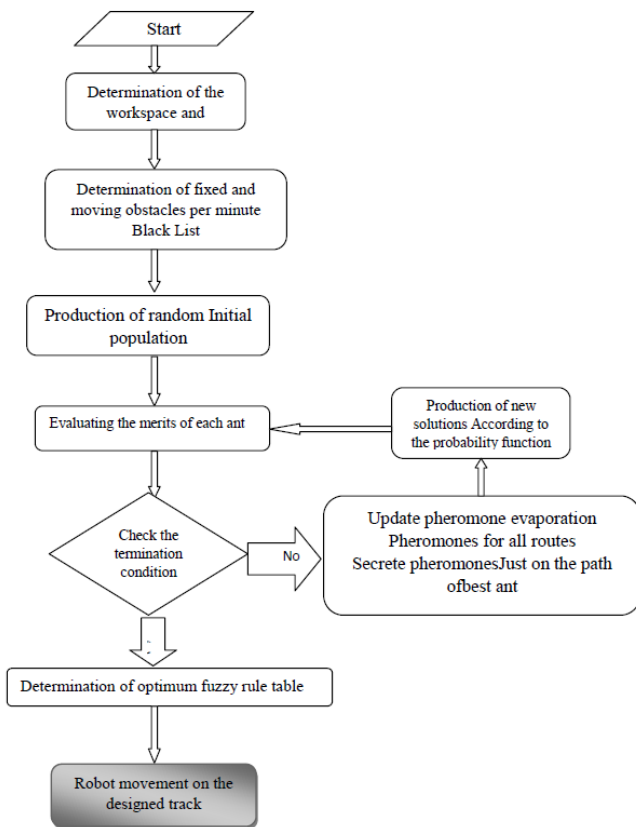 Start
Determination of the
workspace and
Determination of fixed and
moving obstacles per minute
Black List
Production of random Initial
population
Evaluating the merits of each ant
Production of new
solutions According to
the probability function
Check the
termination
condition
No
Update pheromone evaporation
Pheromones for all routes
Secrete pheromonesJust on the path
ofbest ant
Determination of optimum fuzzy rule table
Robot movement on the
designed track